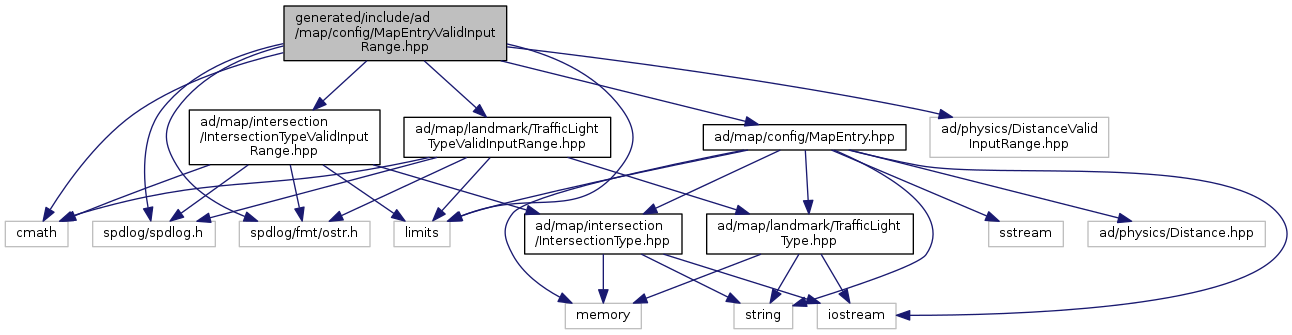 generated/include/ad
/map/config/MapEntryValidInput
Range.hpp
ad/map/intersection
/IntersectionTypeValidInput
Range.hpp
ad/map/landmark/TrafficLight
TypeValidInputRange.hpp
ad/map/config/MapEntry.hpp
ad/physics/DistanceValid
InputRange.hpp
cmath
spdlog/spdlog.h
spdlog/fmt/ostr.h
limits
ad/map/intersection
/IntersectionType.hpp
ad/map/landmark/TrafficLight
Type.hpp
sstream
ad/physics/Distance.hpp
memory
string
iostream